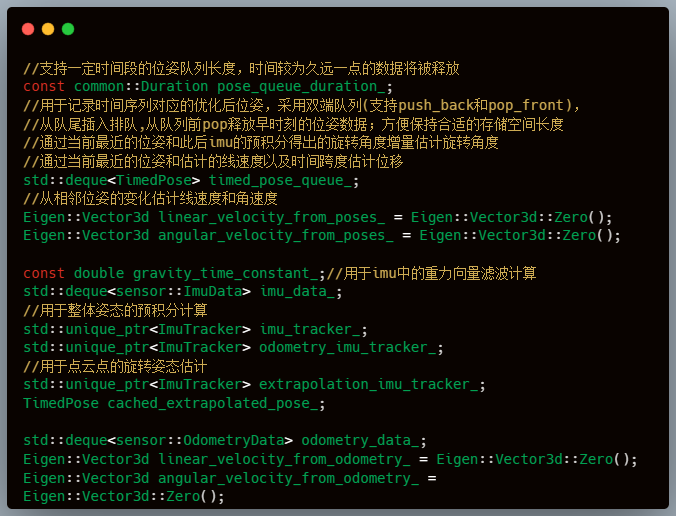 //支持一定时间段的位姿队列长度，时间较为久远一点的数据将被释放
const common::Duration pose_queue_duration_;
//用于记录时间序列对应的优化后位姿，采用双端队列(支持push_back和pop_front)，
//从队尾插入排队,从队列前pop释放早时刻的位姿数据；方便保持合适的存储空间长度
//通过当前最近的位姿和此后imu的预积分得出的旋转角度增量估计旋转角度
//通过当前最近的位姿和估计的线速度以及时间跨度估计位移
std::deque<TimedPose> timed_pose_queue_;
//从相邻位姿的变化估计线速度和角速度
Eigen::Vector3d linear_velocity_from_poses_ = Eigen::Vector3d::Zero();
Eigen::Vector3d angular_velocity_from_poses_ = Eigen::Vector3d::Zero();
const double gravity_time_constant_;//用于imu中的重力向量滤波计算
std::deque<sensor::ImuData> imu_data_;
//用于整体姿态的预积分计算
std::unique_ptr<ImuTracker> imu_tracker_;
std::unique_ptr<ImuTracker> odometry_imu_tracker_;
//用于点云点的旋转姿态估计
std::unique_ptr<ImuTracker> extrapolation_imu_tracker_;
TimedPose cached_extrapolated_pose_;
std::deque<sensor::OdometryData> odometry_data_;
Eigen::Vector3d linear_velocity_from_odometry_ = Eigen::Vector3d::Zero();
Eigen::Vector3d angular_velocity_from_odometry_ =
Eigen::Vector3d::Zero();